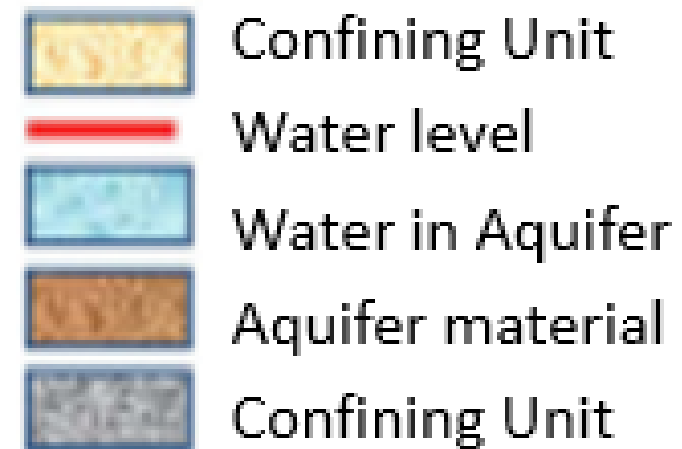 Confining Unit
Water level
Water in Aquifer
Aquifer material
Confining Unit